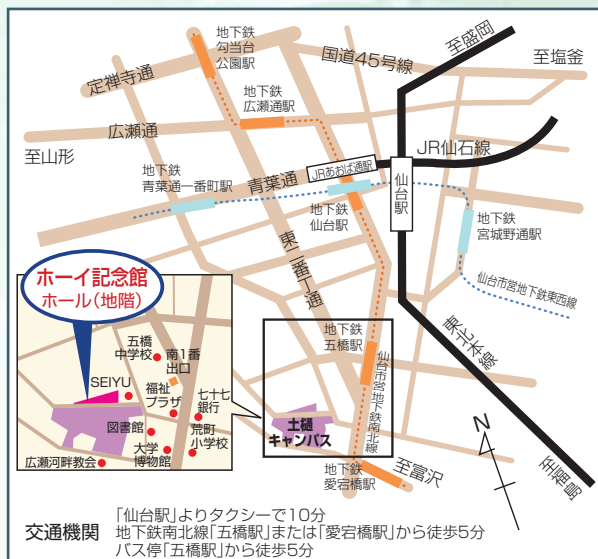 地下鉄
勾当台
公園駅
国道45号線
至盛岡
至塩釜
定禅寺通
地下鉄
広瀬通駅
広瀬通
至山形
JR仙石線
地下鉄
青葉通一番町駅
青葉通
JRあおば通駅
仙台駅
地下鉄
仙台駅
地下鉄
宮城野通駅
東二番丁通
仙台市営地下鉄東西線
ホーイ記念館
ホール(地階)
五橋
中学校
南1番
出口
SEIYU
福祉
プラザ
七十七
銀行
図書館
大学
博物館
荒町
小学校
広瀬河畔教会
地下鉄
五橋駅
仙台市営地下鉄南北線
東北本線
土樋
キャンパス
地下鉄
愛宕橋駅
至富沢
至福島
N
交通機関
「仙台駅」よりタクシーで10分
地下鉄南北線「五橋駅」または「愛宕橋駅」から徒歩5分
バス停「五橋駅」から徒歩5分